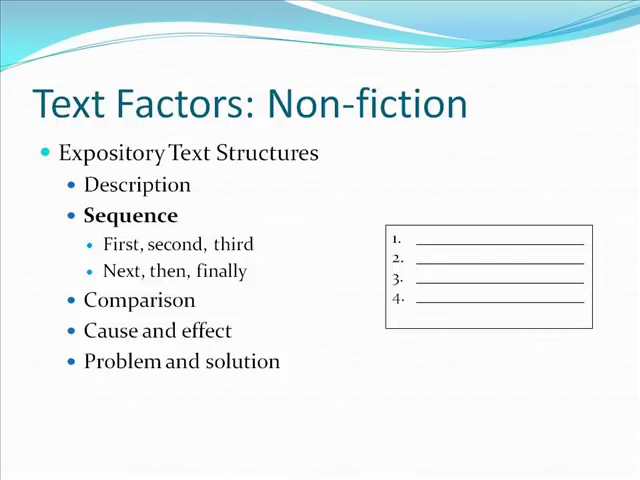 Text Factors: Non-fiction
Expository Text Structures
Description
Sequence
First, second, third
Next, then, finally
Comparison
Cause and effect
Problem and solution
1.
2.
3.
4.